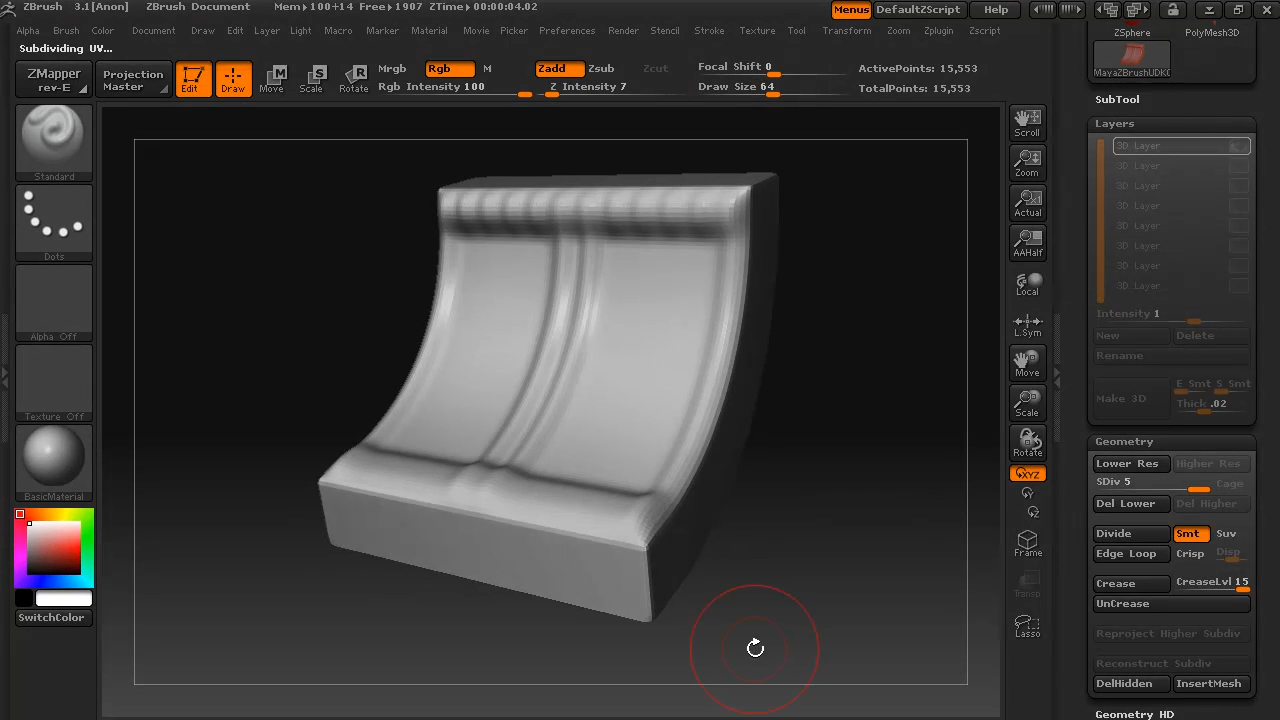 ZBrush 3.1[Anon] ZBrush Document Mem▶100+14 Free▶1907 ZTime▶00:00:04.02 Menus DefaultZScript Help
Alpha Brush Color Document Draw Edit Layer Light Macro Marker Material Movie Picker Preferences Render Stencil Stroke Texture Tool Transform Zoom Zplugin Zscript
Subdividing UV...
ZMapper
rev-E
Projection
Master
Edit
Draw
Move
Scale
Rotate
Mrgb Rgb M
Rgb Intensity 100
Zadd Zsub Zcut
Z Intensity 7
Focal Shift 0
Draw Size 64
ActivePoints: 15,553
TotalPoints: 15,553
Standard
Dots
Alpha Off
Texture Off
BasicMaterial
SwitchColor
Scroll
Zoom
Actual
AAHalf
Local
L.Sym
Move
Scale
Rotate
XYZ
Frame
Transp
Lasso
ZSphere PolyMesh3D
MayaZBrushUDK
SubTool
Layers
3D Layer
3D Layer
3D Layer
3D Layer
3D Layer
3D Layer
3D Layer
3D Layer
Intensity 1
New Delete
Rename
Make 3D
E Smt S Smt
Thick .02
Geometry
Lower Res Higher Res
SDiv 5 Cage
Del Lower Del Higher
Divide Smt Suv
Edge Loop Crisp Disp
Crease CreaseLvl 15
UnCrease
Reproject Higher Subdiv
Reconstruct Subdiv
DelHidden InsertMesh
Geometry HD